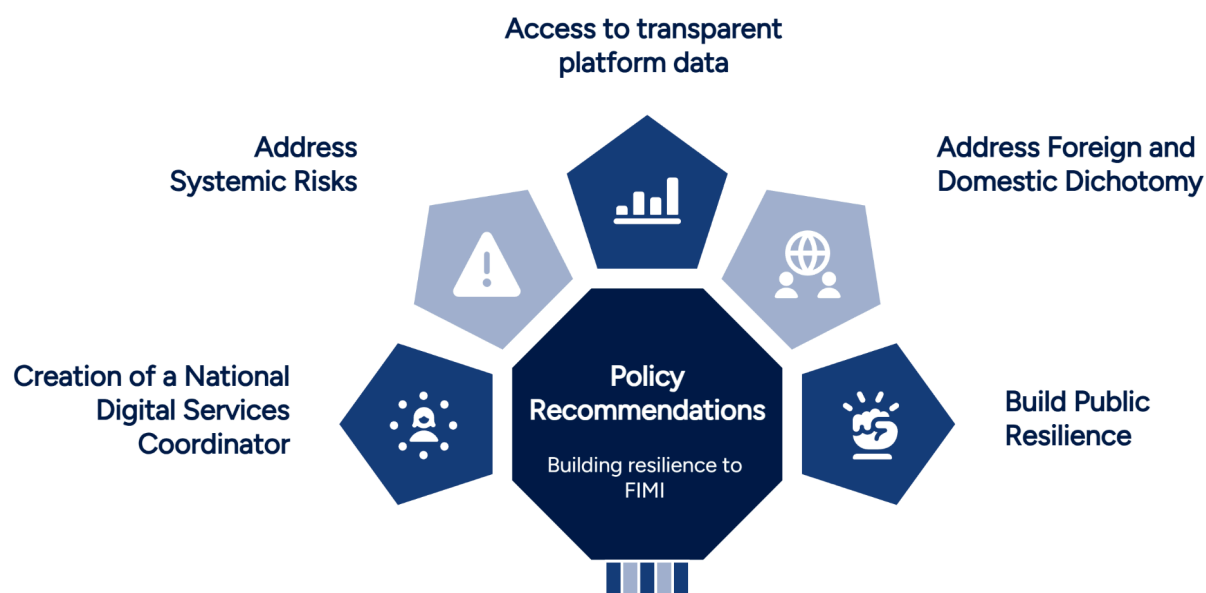 Access to transparent
platform data
Address
Systemic Risks
Address Foreign and
Domestic Dichotomy
Creation of a National
Digital Services
Coordinator
Policy
Recommendations
Building resilience to
FIMI
Build Public
Resilience